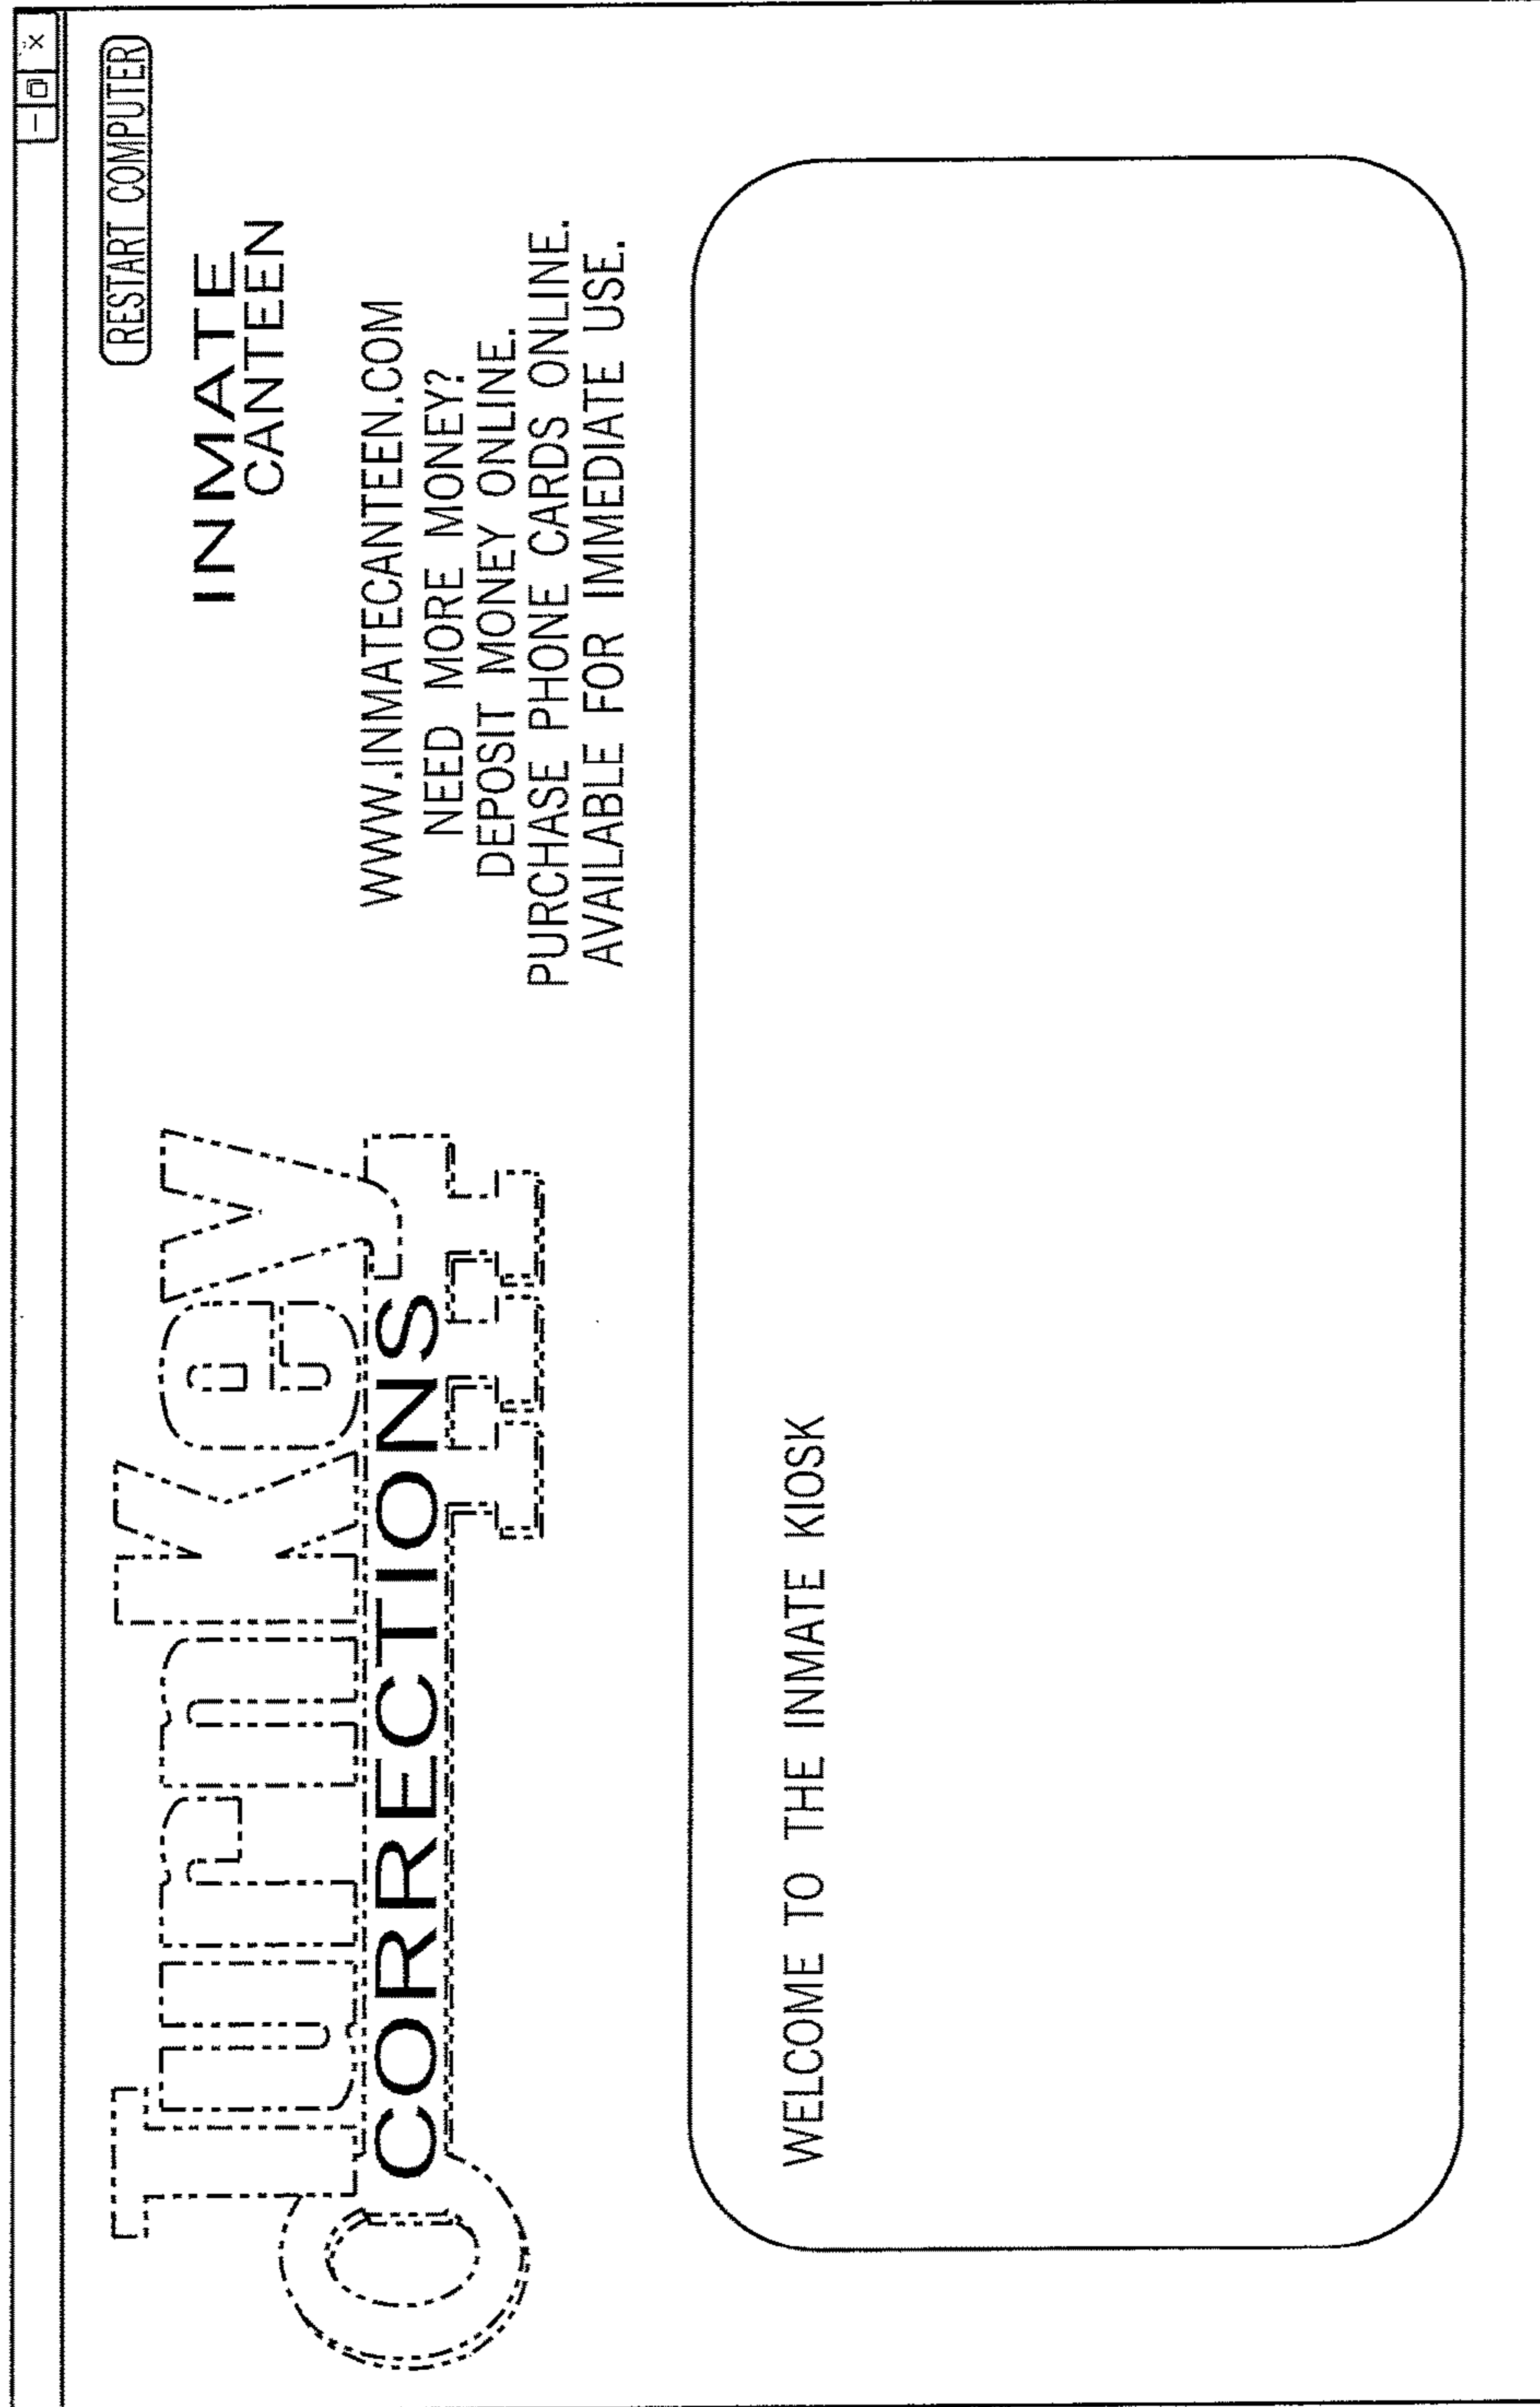 RESTART COMPUTER
TurnKey
CORRECTIONS
INMATE
CANTEEN
WWW.INMATECANTEEN.COM
NEED MORE MONEY?
DEPOSIT MONEY ONLINE.
PURCHASE PHONE CARDS ONLINE.
AVAILABLE FOR IMMEDIATE USE.
WELCOME TO THE INMATE KIOSK